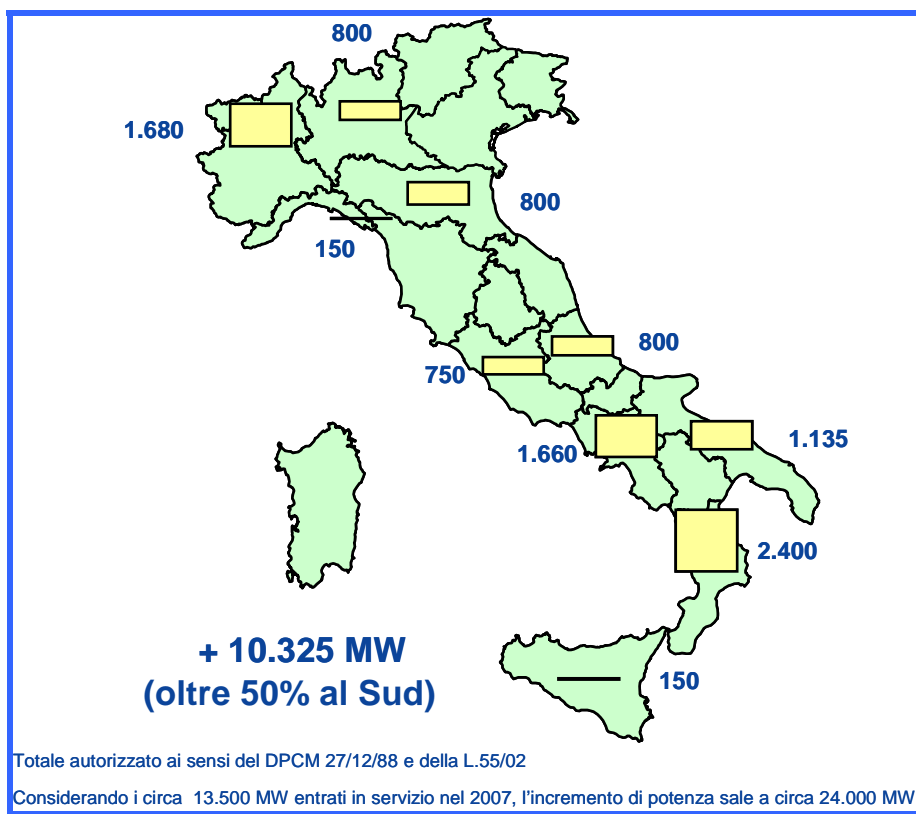 800
1.680
800
150
800
750
1.135
1.660
2.400
+ 10.325 MW
(oltre 50% al Sud)
150
Totale autorizzato ai sensi del DPCM 27/12/88 e della L.55/02
Considerando i circa 13.500 MW entrati in servizio nel 2007, l'incremento di potenza sale a circa 24.000 MW